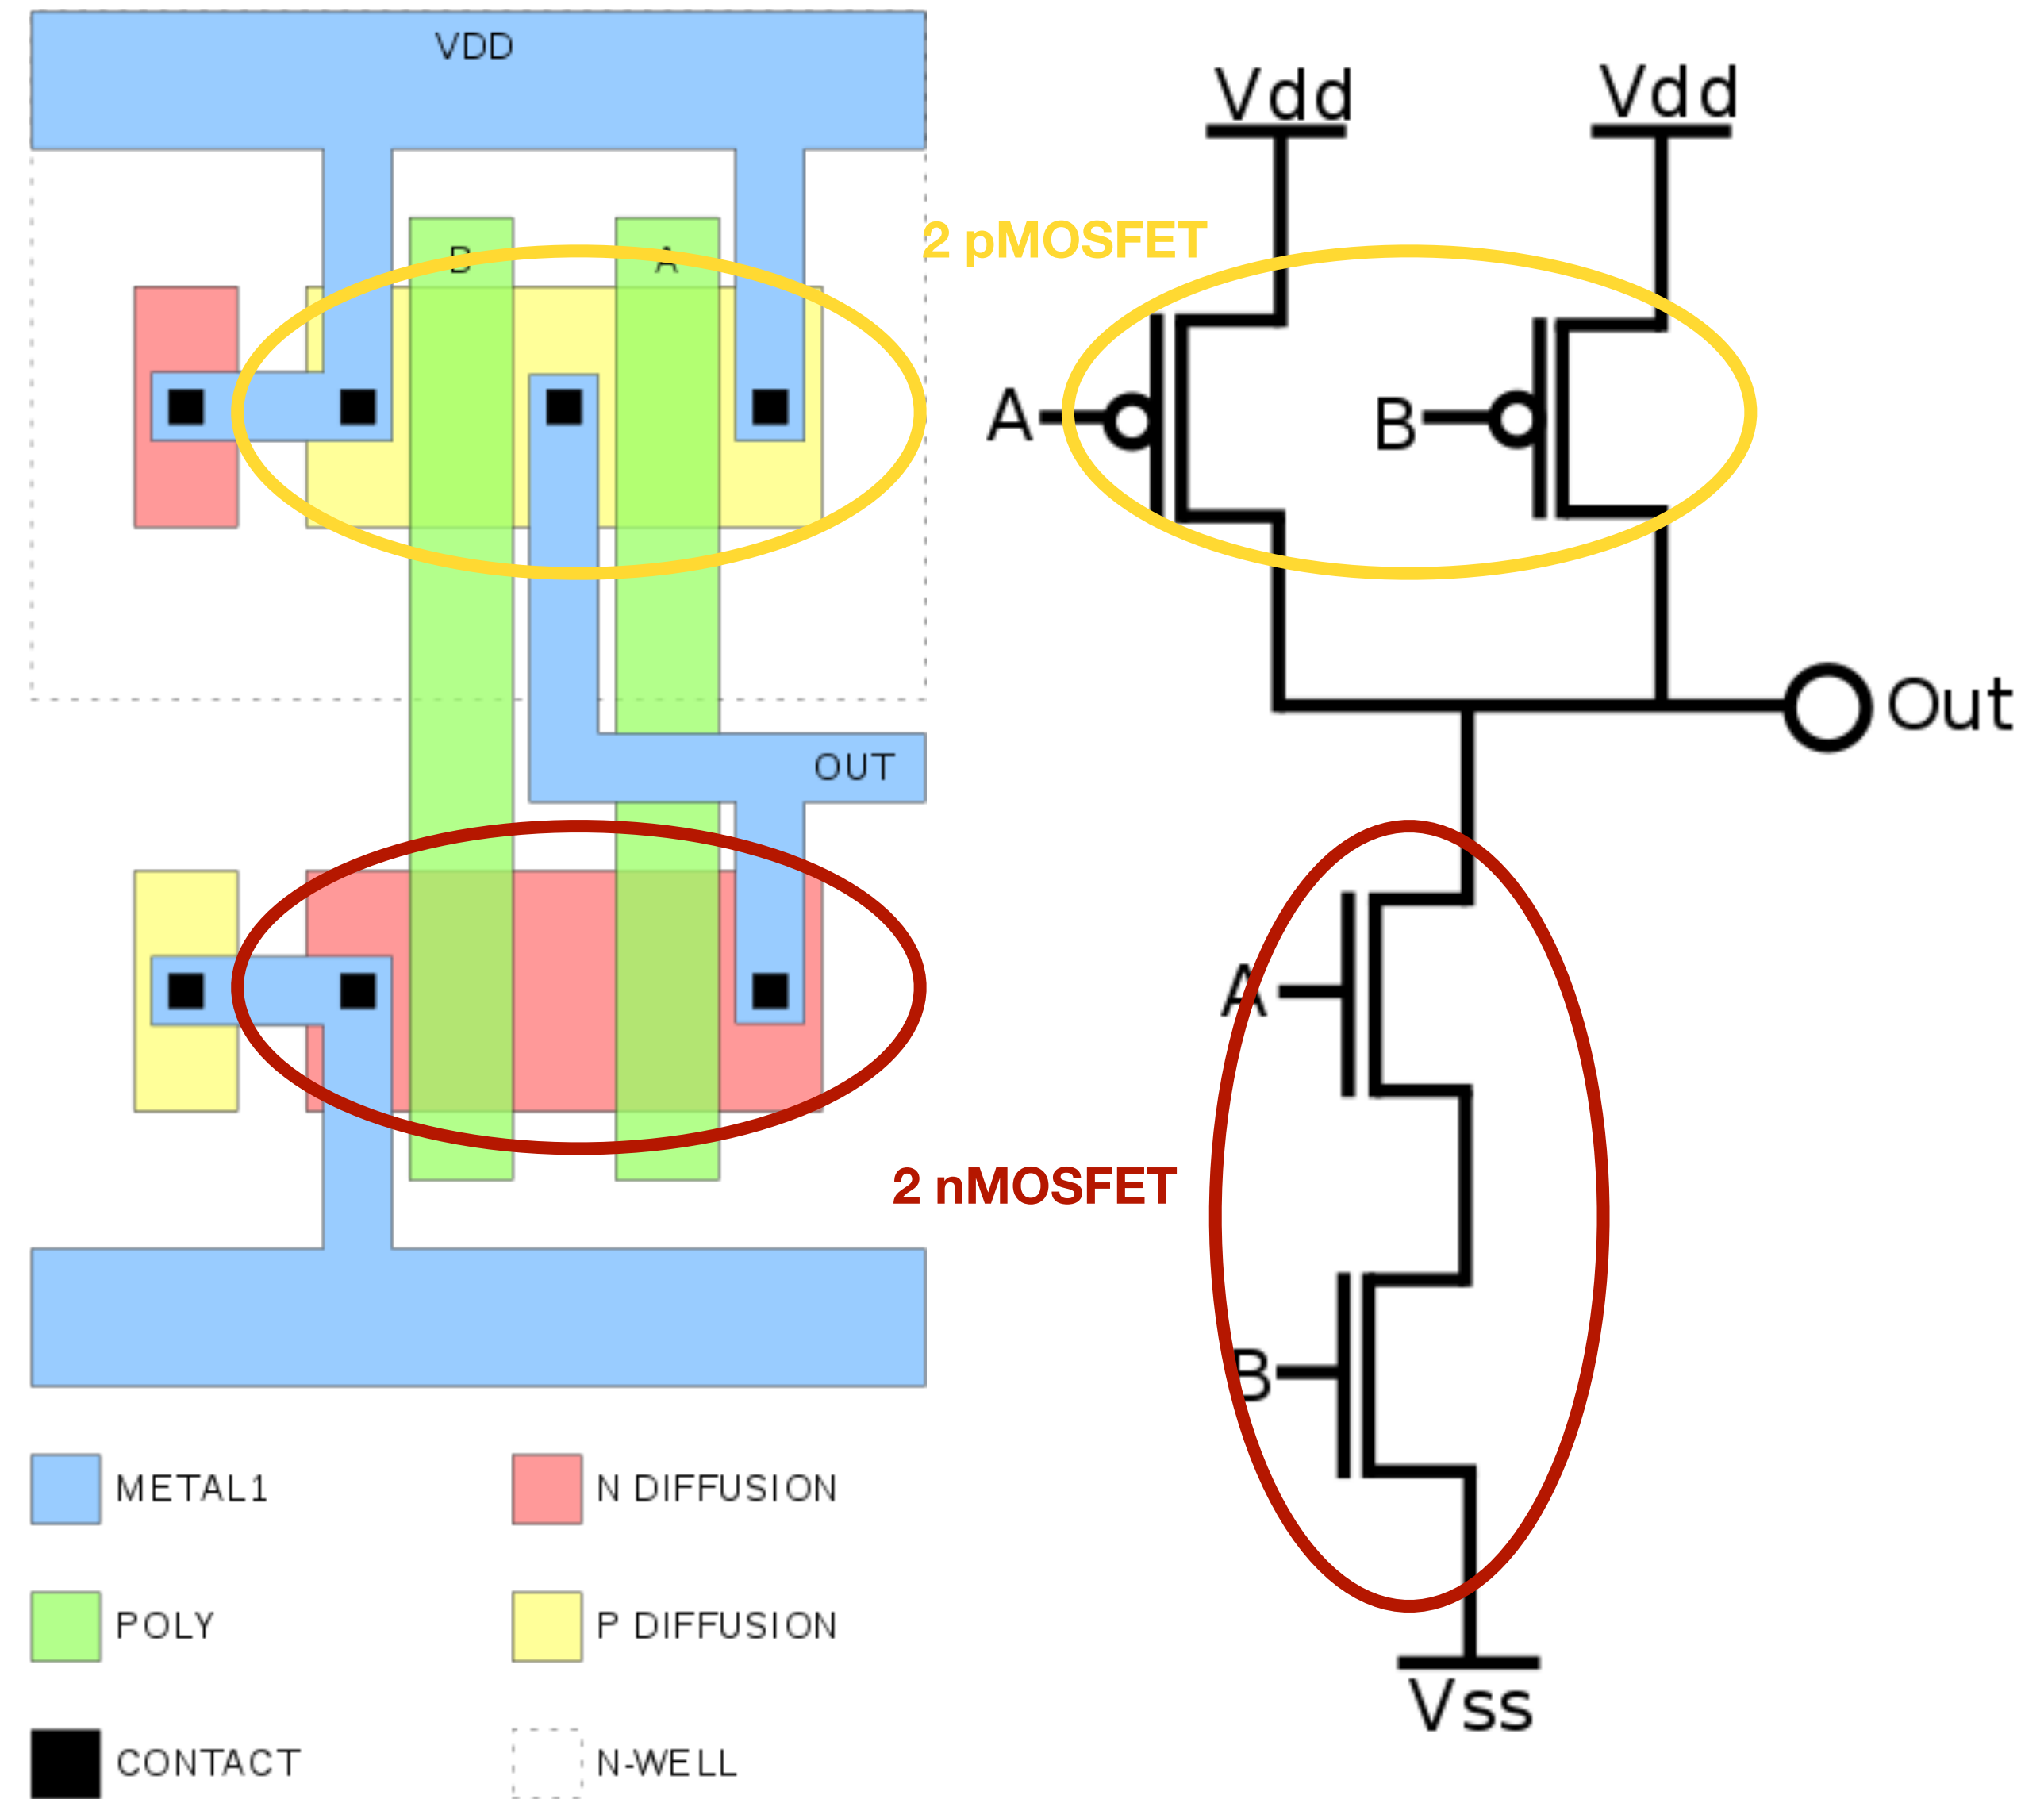 VDD
Vdd
Vdd
2 pMOSFET
B
A
A
B
Out
OUT
A
2 nMOSFET
B
METAL1
N DIFFUSION
POLY
P DIFFUSION
Vss
CONTACT
N-WELL